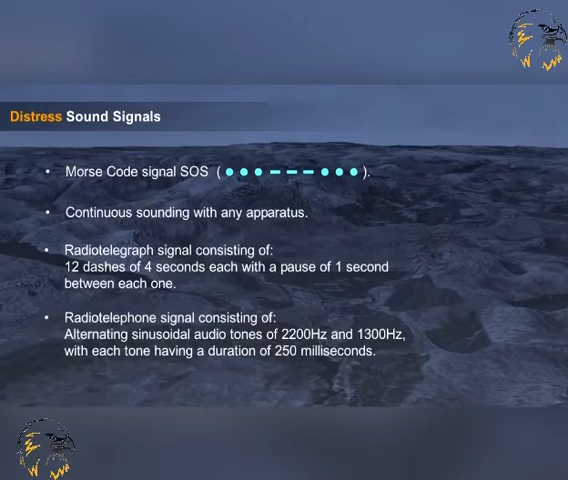 Distress Sound Signals
• Morse Code signal SOS ( ● ● ● – – – ● ● ● ).
• Continuous sounding with any apparatus.
• Radiotelegraph signal consisting of:
12 dashes of 4 seconds each with a pause of 1 second
between each one.
• Radiotelephone signal consisting of:
Alternating sinusoidal audio tones of 2200Hz and 1300Hz,
with each tone having a duration of 250 milliseconds.